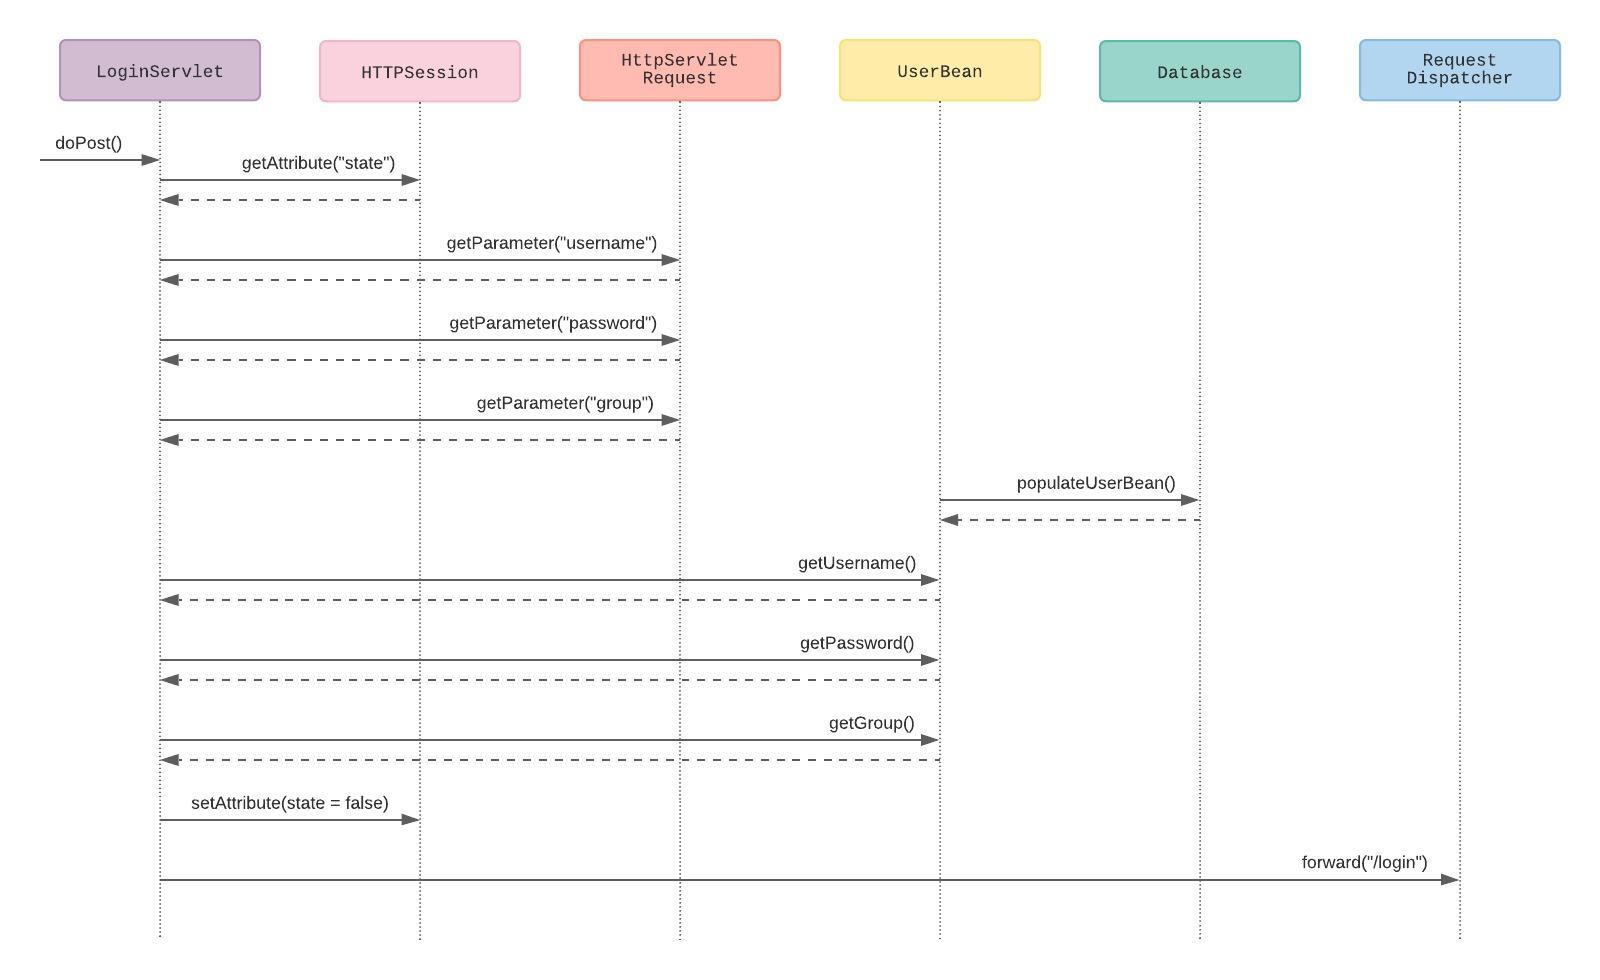 LoginServlet
HTTPSession
HttpServlet
Request
UserBean
Database
Request
Dispatcher
doPost()
getAttribute("state")
getParameter("username")
getParameter("password")
getParameter("group")
populateUserBean()
getUsername()
getPassword()
getGroup()
setAttribute(state = false)
forward("/login")